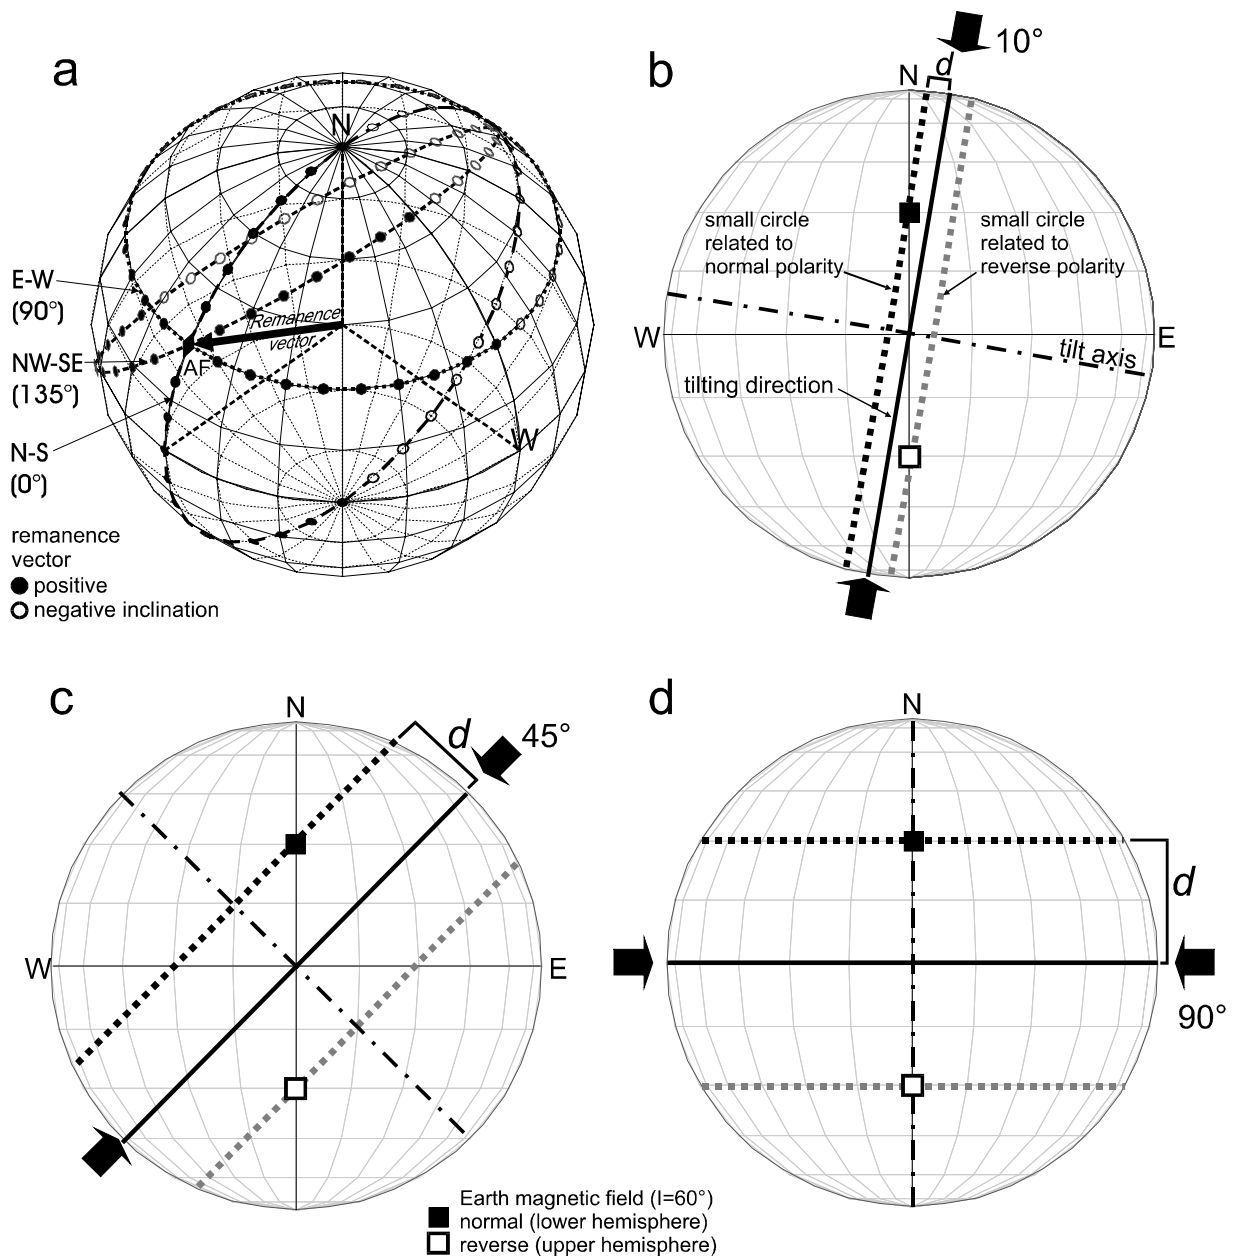 a
N
E-W
(90°)
NW-SE
(135°)
N-S
(0°)
Remanence
vector
AF
W
remanence
vector
positive
negative inclination
b
10°
N
d
small circle
related to
normal polarity
small circle
related to
reverse polarity
W
E
tilt axis
tilting direction
c
N
d
45°
W
E
d
N
d
90°
Earth magnetic field (I=60°)
normal (lower hemisphere)
reverse (upper hemisphere)